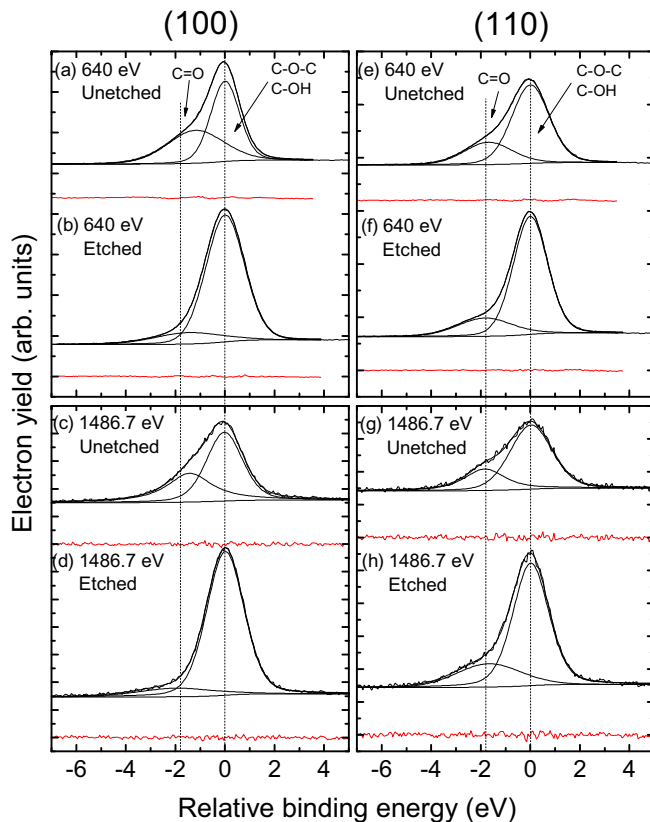 (100) (110)
(a) 640 eV
Unetched
C=O
C-O-C
C-OH
(b) 640 eV
Etched
(c) 1486.7 eV
Unetched
(d) 1486.7 eV
Etched
(e) 640 eV
Unetched
C=O
C-O-C
C-OH
(f) 640 eV
Etched
(g) 1486.7 eV
Unetched
(h) 1486.7 eV
Etched
Electron yield (arb. units)
-6 -4 -2 0 2 4 -6 -4 -2 0 2 4
Relative binding energy (eV)